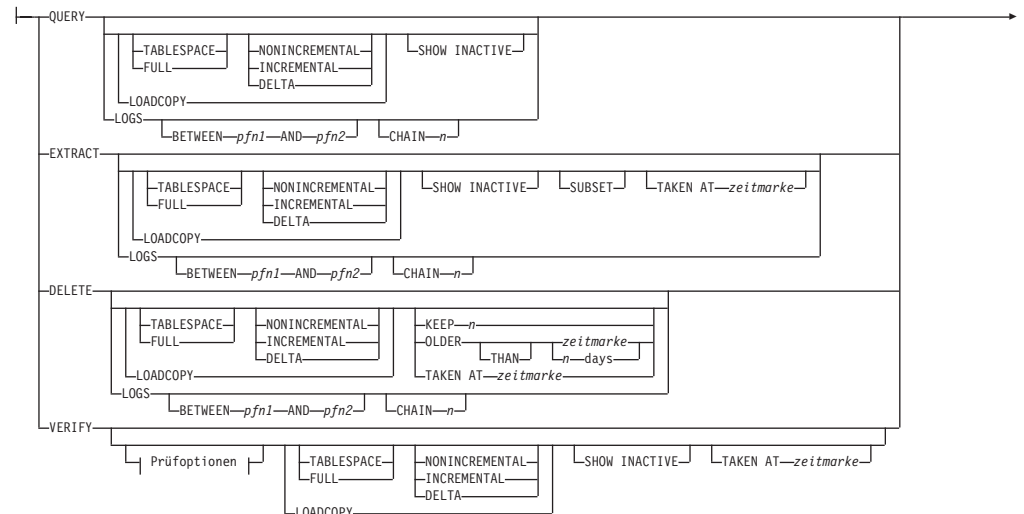 QUERY
TABLESPACE NONINCREMENTAL SHOW INACTIVE
FULL INCREMENTAL
DELTA
LOADCOPY
LOGS
BETWEEN pfn1 AND pfn2 CHAIN n
EXTRACT
TABLESPACE NONINCREMENTAL SHOW INACTIVE SUBSET TAKEN AT zeitmarke
FULL INCREMENTAL
DELTA
LOADCOPY
LOGS
BETWEEN pfn1 AND pfn2 CHAIN n
DELETE
TABLESPACE NONINCREMENTAL KEEP n
FULL INCREMENTAL OLDER zeitmarke
DELTA THAN n days
LOADCOPY TAKEN AT zeitmarke
LOGS
BETWEEN pfn1 AND pfn2 CHAIN n
VERIFY
Prüfoptionen TABLESPACE NONINCREMENTAL SHOW INACTIVE TAKEN AT zeitmarke
FULL INCREMENTAL
DELTA
LOADCOPY